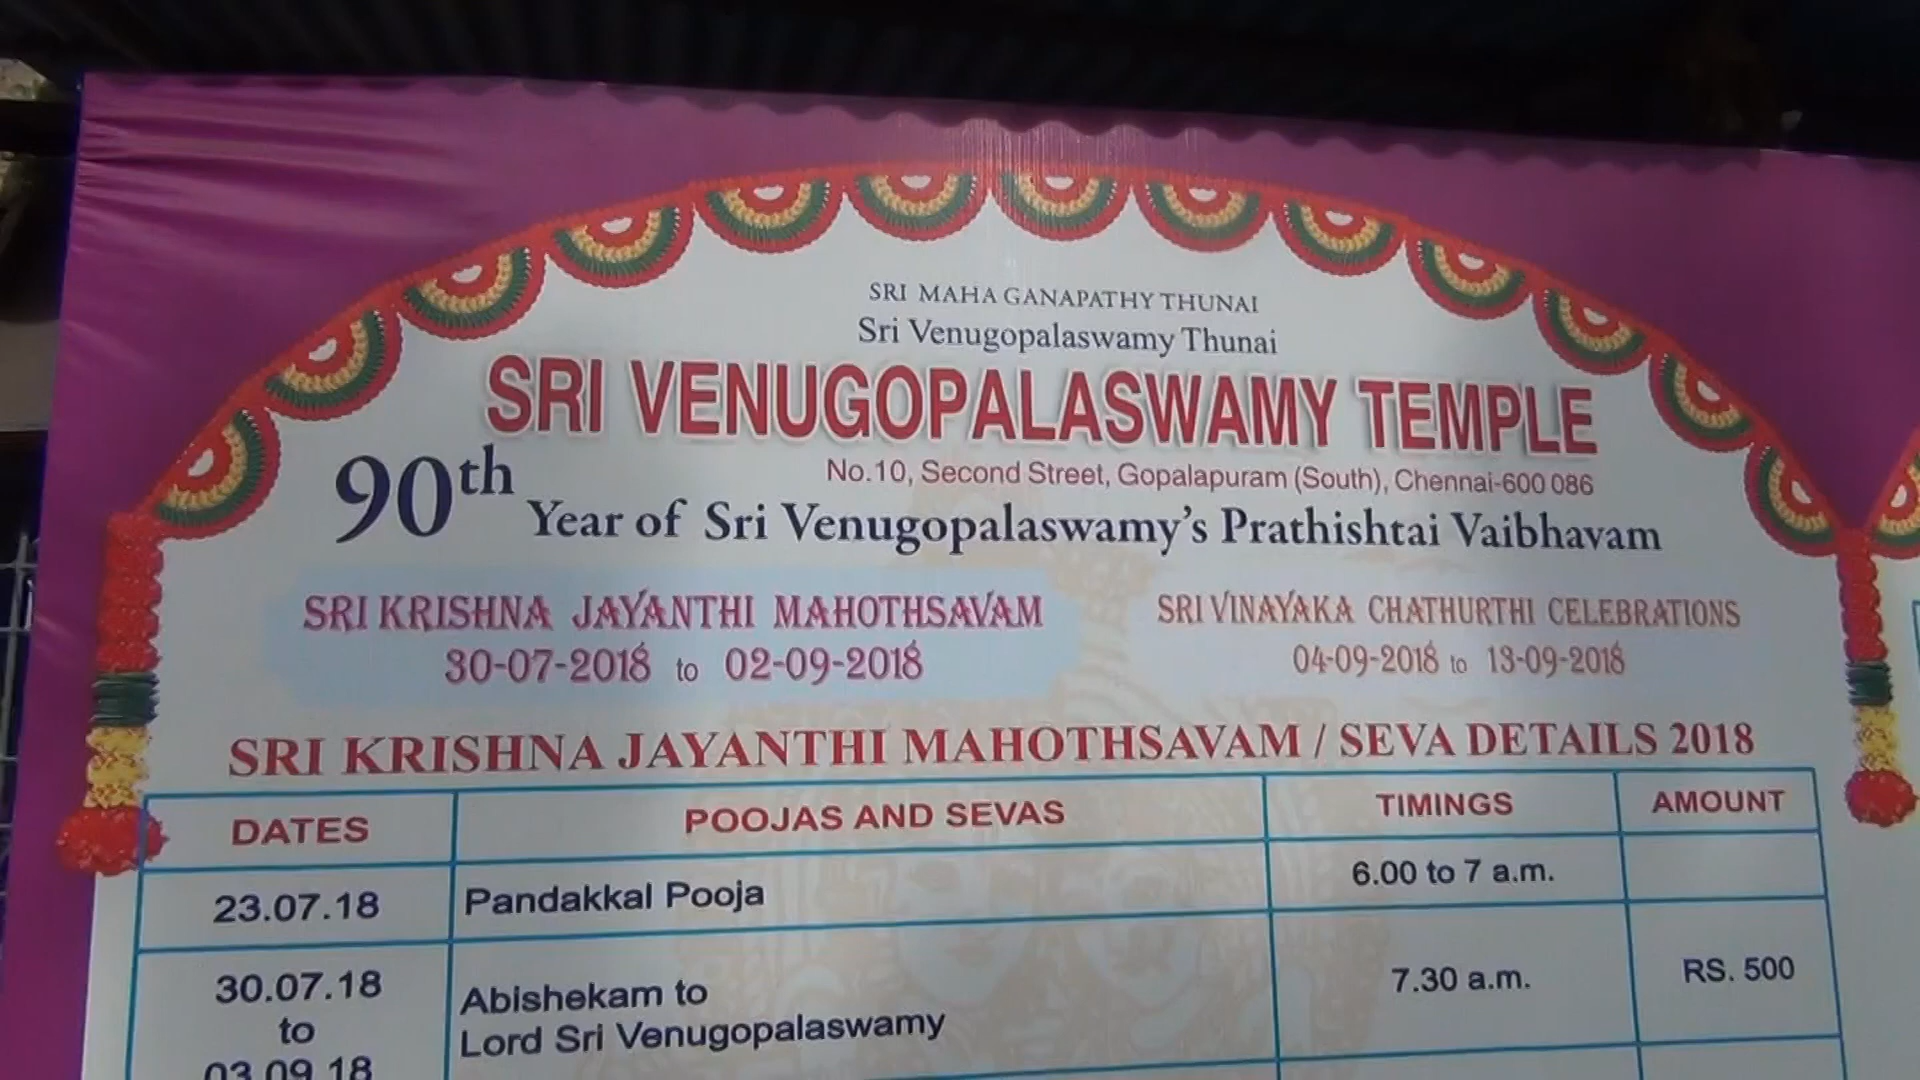 SRI MAHA GANAPATHY THUNAI
Sri Venugopalaswamy Thunai
SRI VENUGOPALASWAMY TEMPLE
No.10, Second Street, Gopalapuram (South), Chennai-600 086
90th Year of Sri Venugopalaswamy's Prathishtai Vaibhavam
SRI KRISHNA JAYANTHI MAHOTHSAVAM
30-07-2018 to 02-09-2018
SRI VINAYAKA CHATHURTHI CELEBRATIONS
04-09-2018 to 13-09-2018
SRI KRISHNA JAYANTHI MAHOTHSAVAM / SEVA DETAILS 2018
DATES POOJAS AND SEVAS TIMINGS AMOUNT
23.07.18 Pandakkal Pooja 6.00 to 7 a.m.
30.07.18
to
03.09.18
Abishekam to
Lord Sri Venugopalaswamy
7.30 a.m. RS. 500